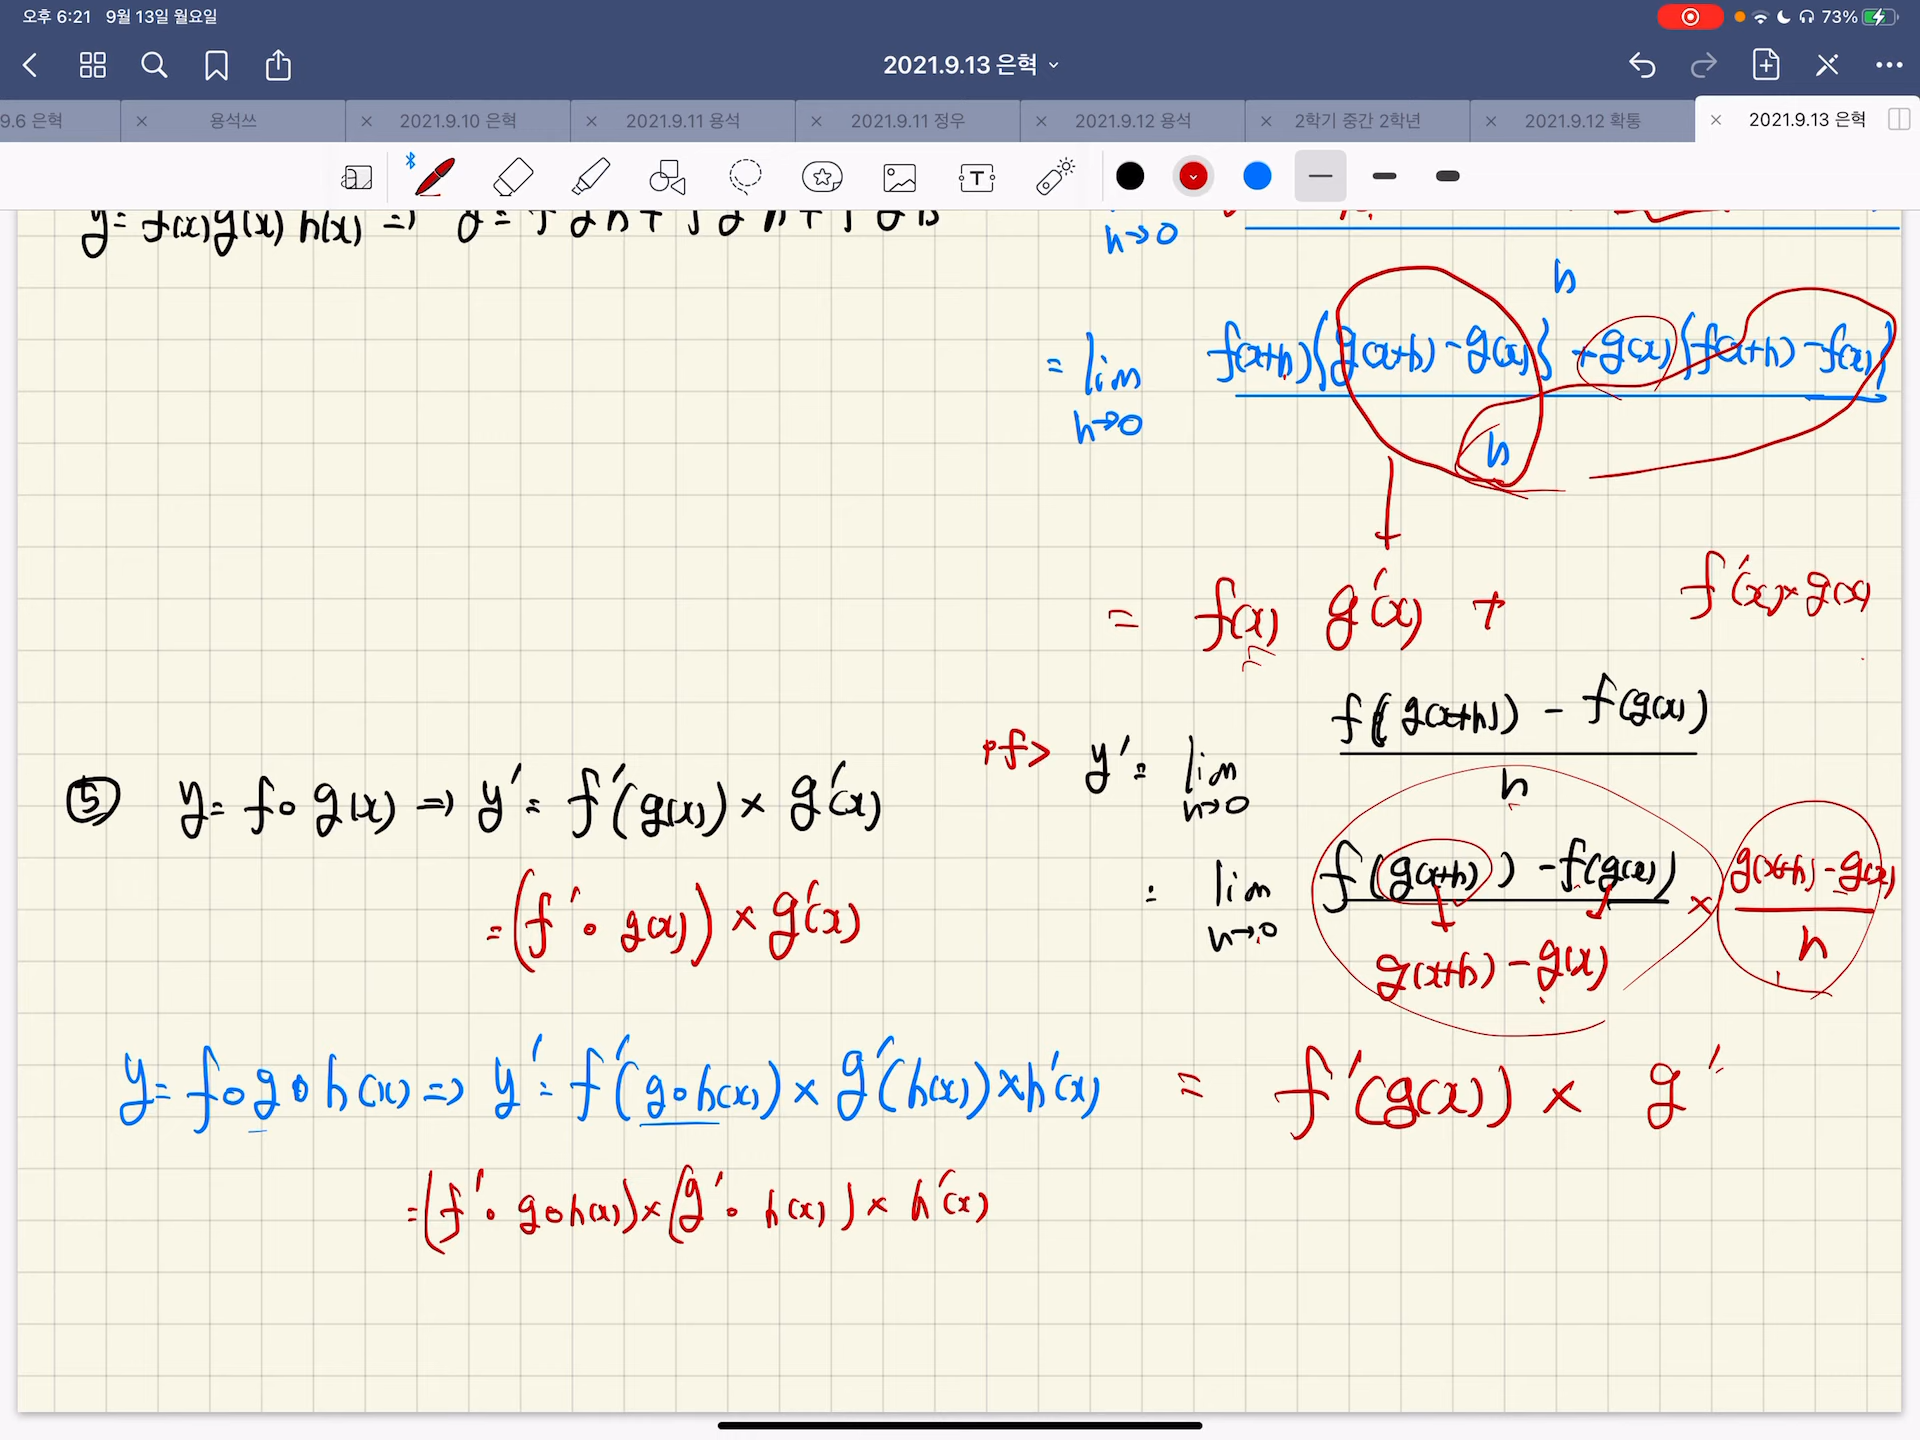 오후 6:21 9월 13일 월요일
73%
2021.9.13 은혁
9.6 은혁
용석쓰
2021.9.10 은혁
2021.9.11 용석
2021.9.11 정우
2021.9.12 용석
2학기 중간 2학년
2021.9.12 확통
2021.9.13 은혁
y= f(x)g(x) h(x) =>
h→0
h
= lim h→0 f(x+h){g(x+h) - g(x)} + g(x){f(x+h) - f(x)}
h
= f(x) g'(x) + f'(x) × g(x)
pf> y' = lim h→0 f(g(x+h)) - f(g(x))
h
⑤ y= f∘g(x) => y' = f'(g(x)) × g'(x)
= (f'∘g(x)) × g'(x)
= lim h→0 f(g(x+h)) - f(g(x)) × g(x+h) - g(x)
g(x+h) - g(x)
h
y= f∘g∘h(x) => y' = f'(g∘h(x)) × g'(h(x)) × h'(x)
= f'(g(x)) × g'
= (f'∘g∘h(x)) × (g'∘h(x)) × h'(x)